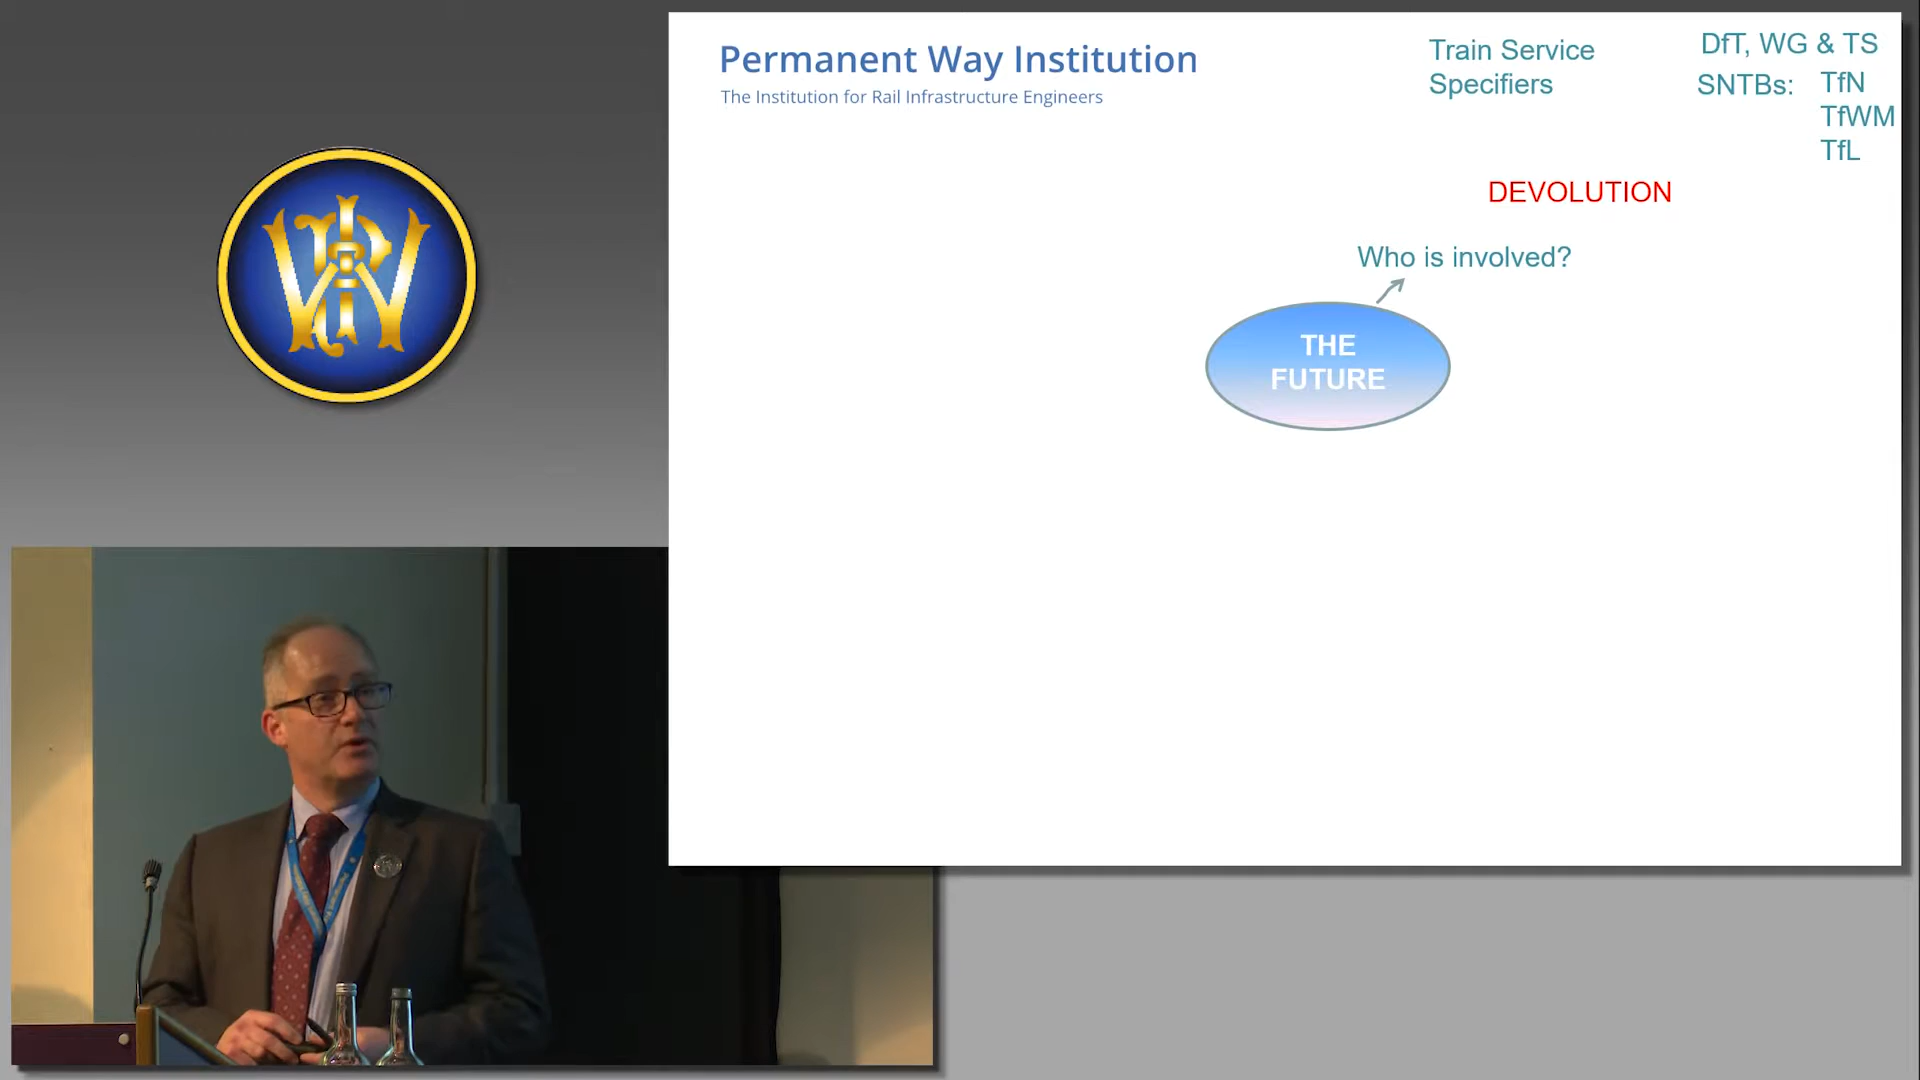 Permanent Way Institution
The Institution for Rail Infrastructure Engineers
Train Service
Specifiers
DfT, WG & TS
SNTBs: TfN
TfWM
TfL
DEVOLUTION
Who is involved?
THE
FUTURE
PWI